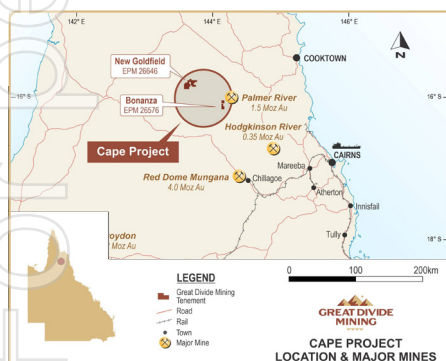 142° E
144° E
146° E
New Goldfield
EPM 26646
COOKTOWN
16° S
16° S
Bonanza
EPM 26576
Palmer River
1.5 Moz Au
Hodgkinson River
0.35 Moz Au
Cape Project
CAIRNS
Mareeba
Red Dome Mungana
4.0 Moz Au
Chillagoe
Atherton
Innisfail
Tully
oydon
Moz Au
18° S
LEGEND
Great Divide Mining
Tenement
Road
Rail
Town
Major Mine
0 100 200km
GREAT DIVIDE
MINING
CAPE PROJECT
LOCATION & MAJOR MINES